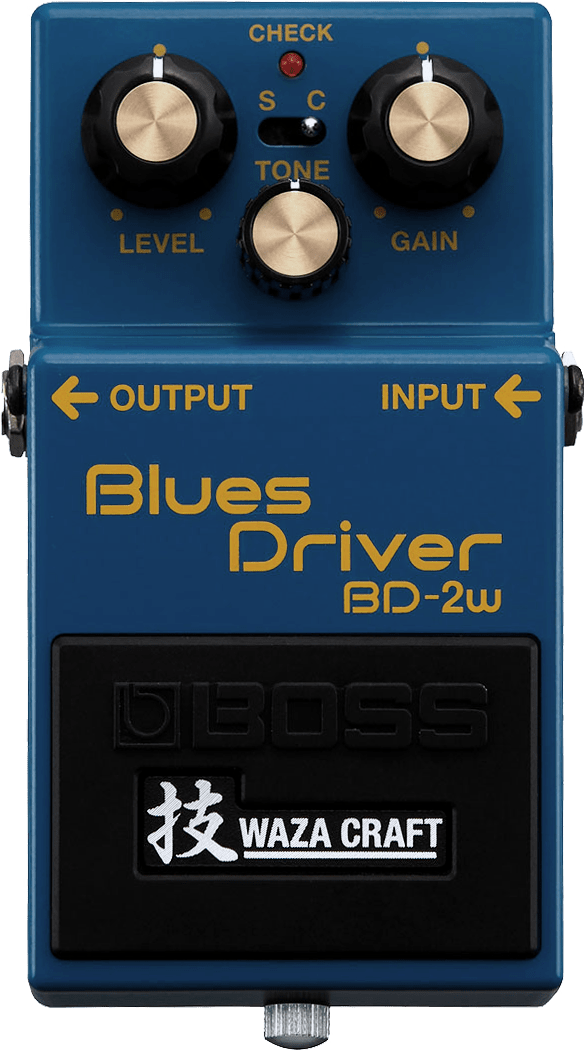 CHECK
S C
TONE
LEVEL
GAIN
OUTPUT
INPUT
Blues
Driver
BD-2w
BOSS
技 WAZA CRAFT